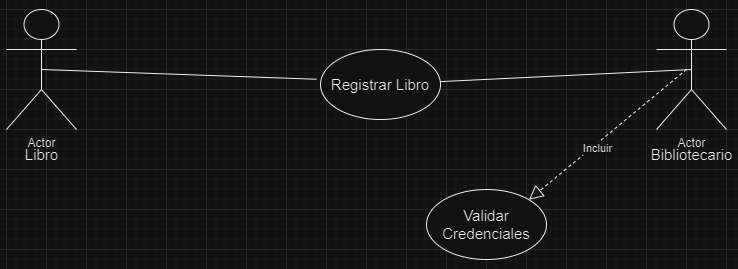 Registrar Libro
Actor
Libro
Actor
Bibliotecario
Incluir
Validar
Credenciales